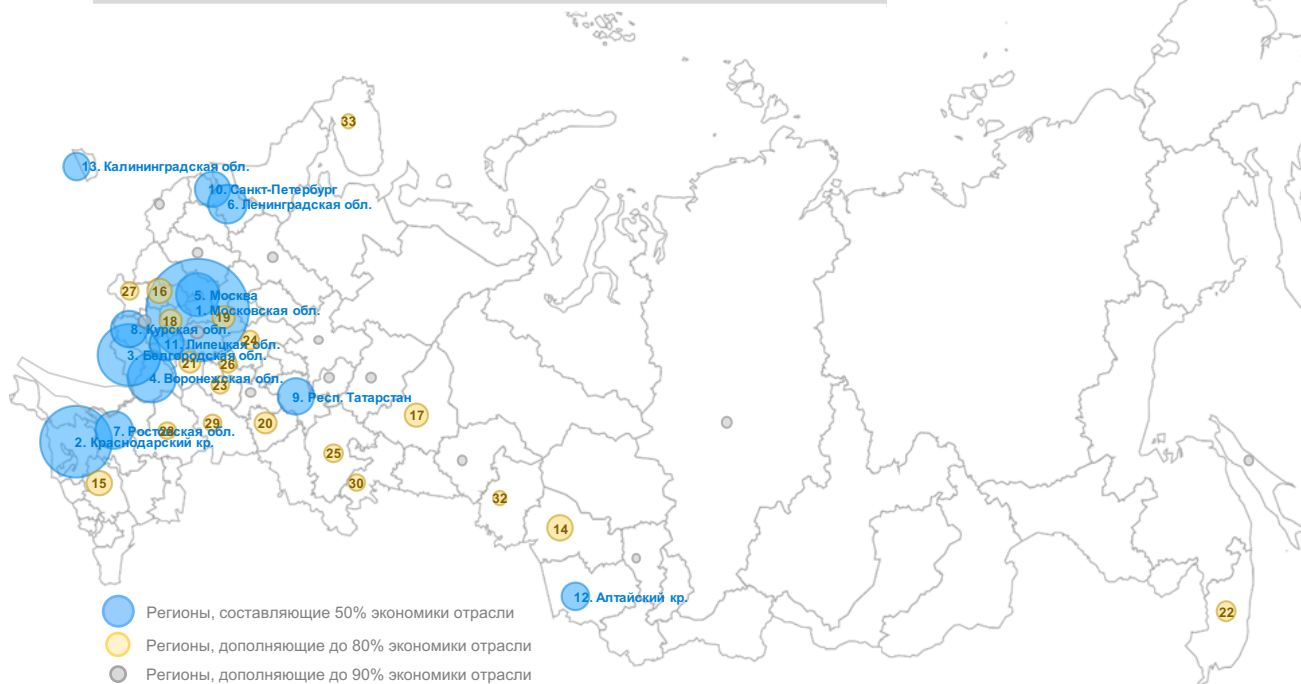 33
13. Калининградская обл.
10. Санкт-Петербург
6. Ленинградская обл.
27
16
5. Москва
1. Московская обл.
18
19
8. Курская обл.
24
11. Липецкая обл.
3. Белгородская обл.
21
26
4. Воронежская обл.
23
9. Респ. Татарстан
17
29
20
28
7. Ростовская обл.
2. Краснодарский кр.
25
15
30
32
14
12. Алтайский кр.
22
Регионы, составляющие 50% экономики отрасли
Регионы, дополняющие до 80% экономики отрасли
Регионы, дополняющие до 90% экономики отрасли